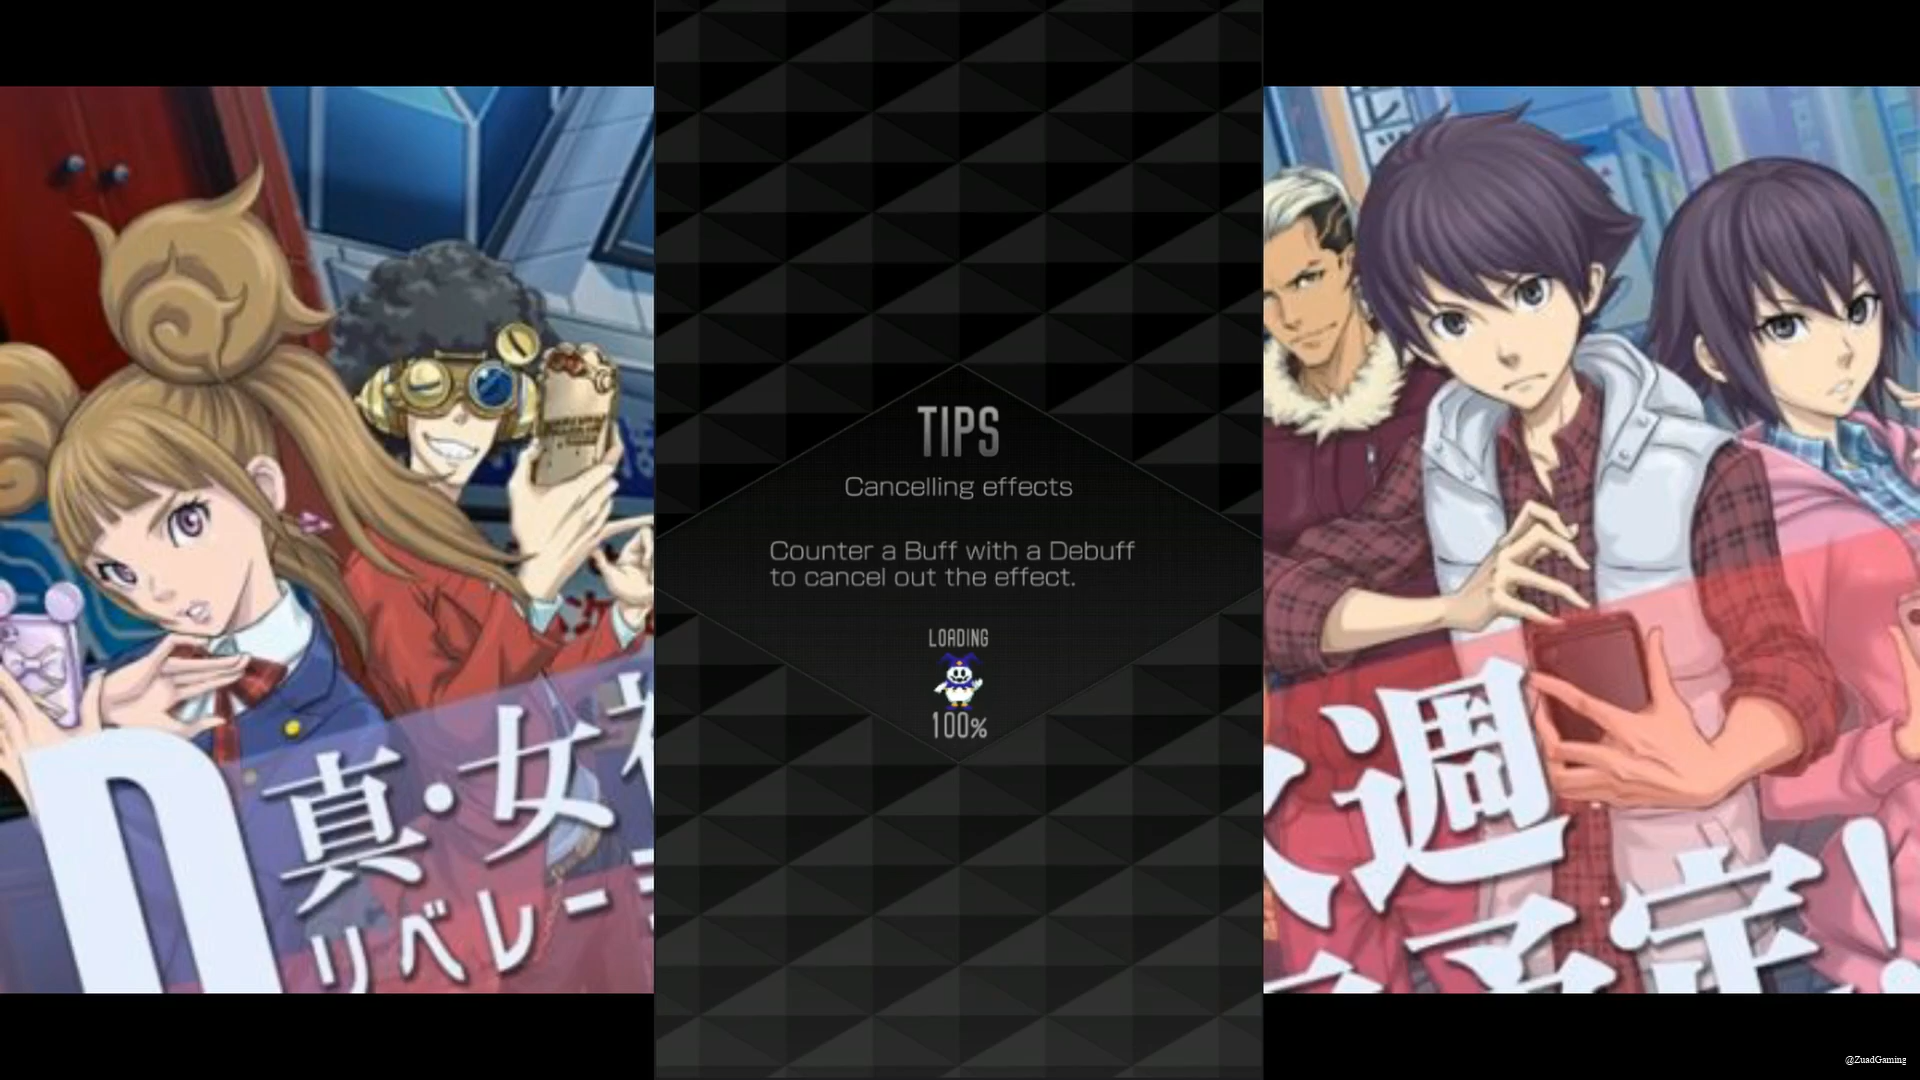 D
真・女
リベレー
TIPS
Cancelling effects
Counter a Buff with a Debuff
to cancel out the effect.
LOADING
100%
週
予定!
@ZuadGaming